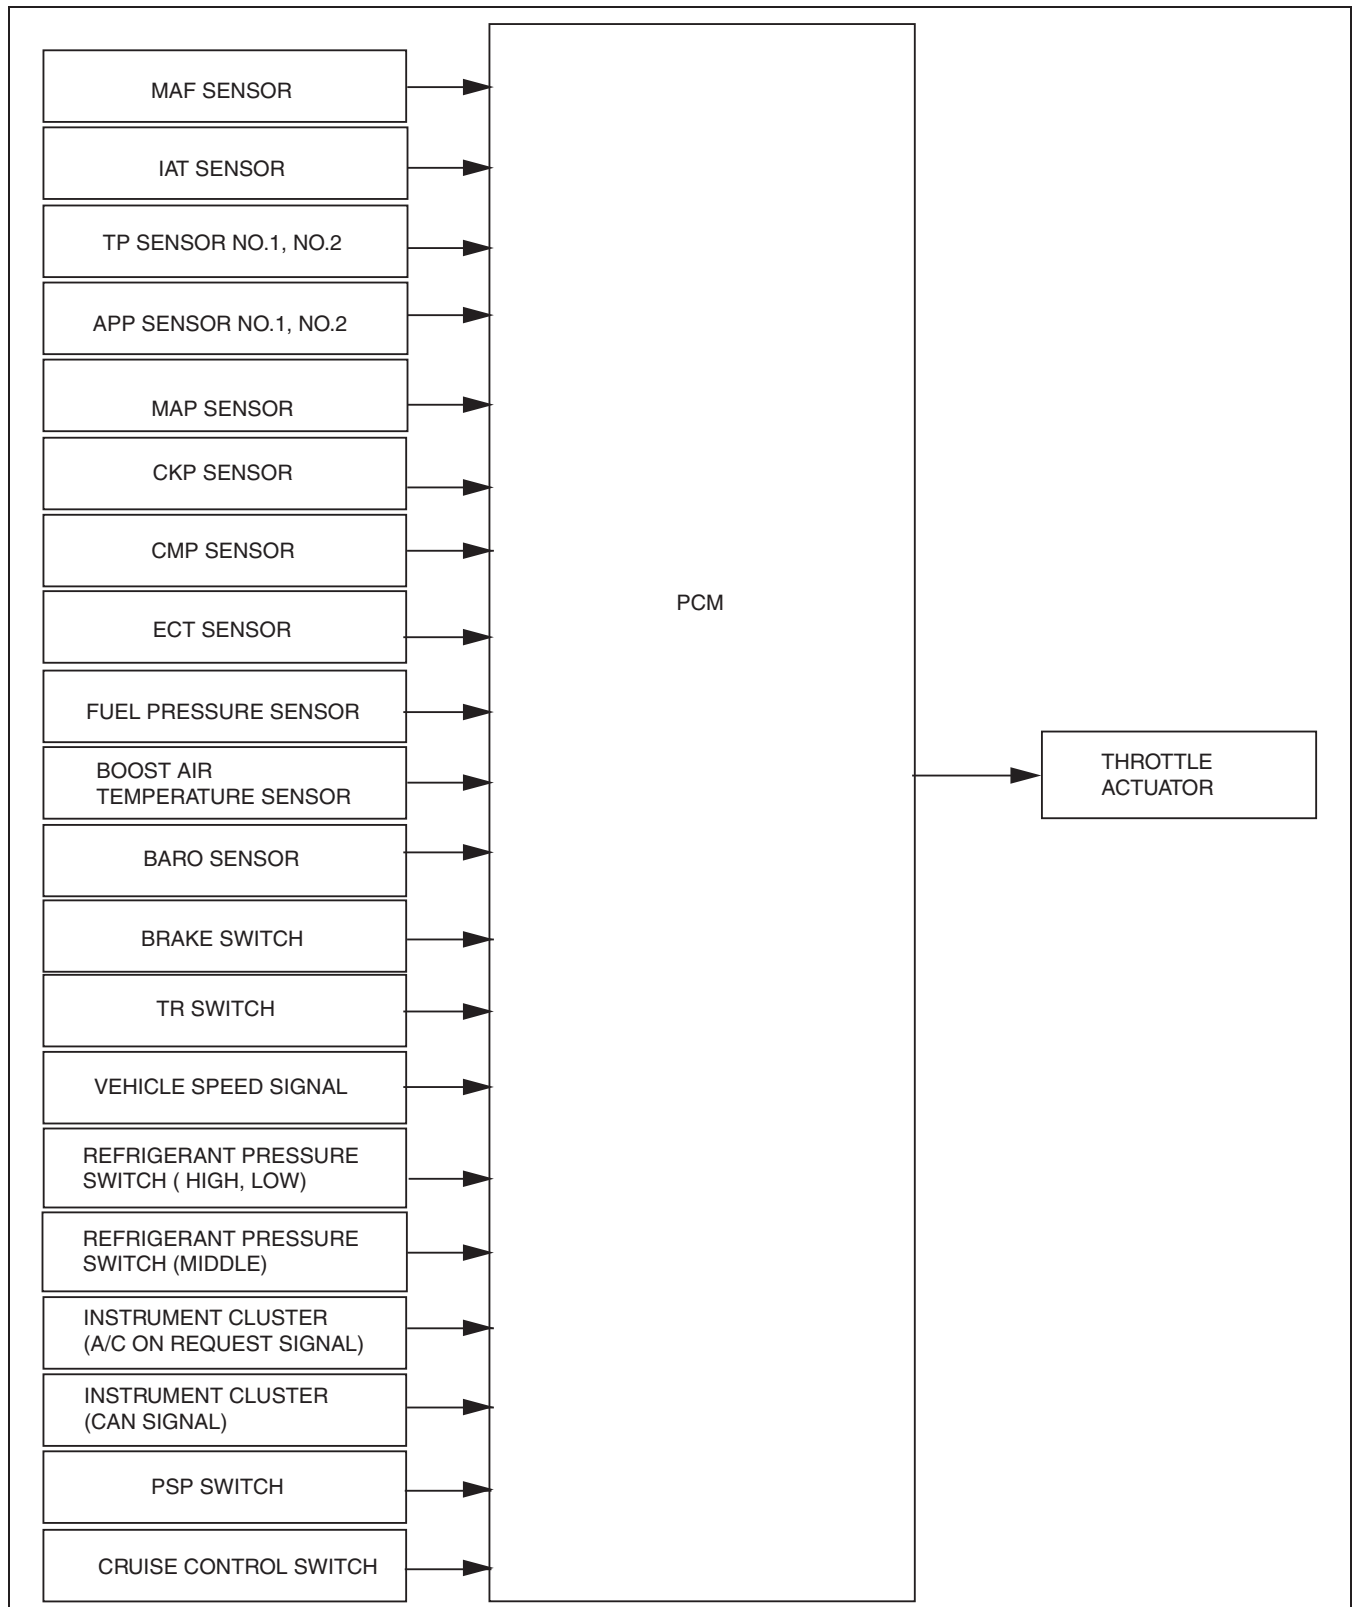 MAF SENSOR
IAT SENSOR
TP SENSOR NO.1, NO.2
APP SENSOR NO.1, NO.2
MAP SENSOR
CKP SENSOR
CMP SENSOR
ECT SENSOR
FUEL PRESSURE SENSOR
BOOST AIR
TEMPERATURE SENSOR
BARO SENSOR
BRAKE SWITCH
TR SWITCH
VEHICLE SPEED SIGNAL
REFRIGERANT PRESSURE
SWITCH ( HIGH, LOW)
REFRIGERANT PRESSURE
SWITCH (MIDDLE)
INSTRUMENT CLUSTER
(A/C ON REQUEST SIGNAL)
INSTRUMENT CLUSTER
(CAN SIGNAL)
PSP SWITCH
CRUISE CONTROL SWITCH
PCM
THROTTLE
ACTUATOR